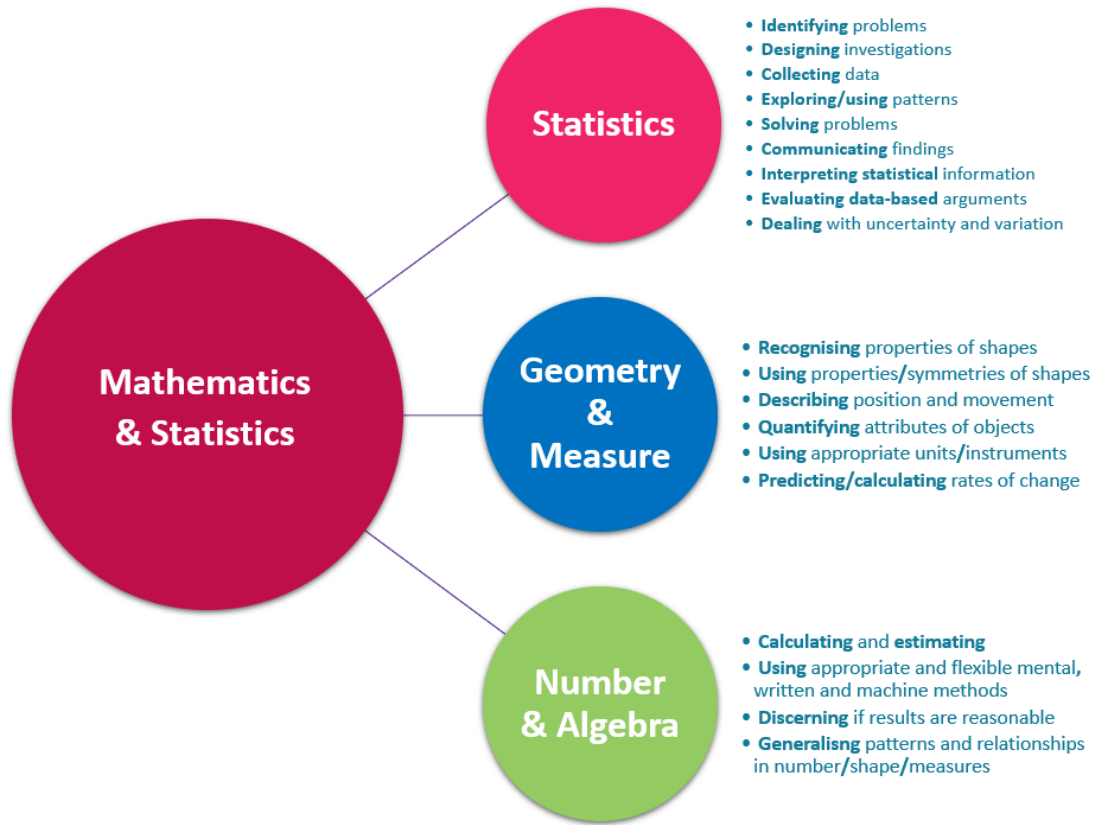 Mathematics
& Statistics
Statistics
• Identifying problems
• Designing investigations
• Collecting data
• Exploring/using patterns
• Solving problems
• Communicating findings
• Interpreting statistical information
• Evaluating data-based arguments
• Dealing with uncertainty and variation
Geometry
&
Measure
• Recognising properties of shapes
• Using properties/symmetries of shapes
• Describing position and movement
• Quantifying attributes of objects
• Using appropriate units/instruments
• Predicting/calculating rates of change
Number
& Algebra
• Calculating and estimating
• Using appropriate and flexible mental,
written and machine methods
• Discerning if results are reasonable
• Generalisng patterns and relationships
in number/shape/measures